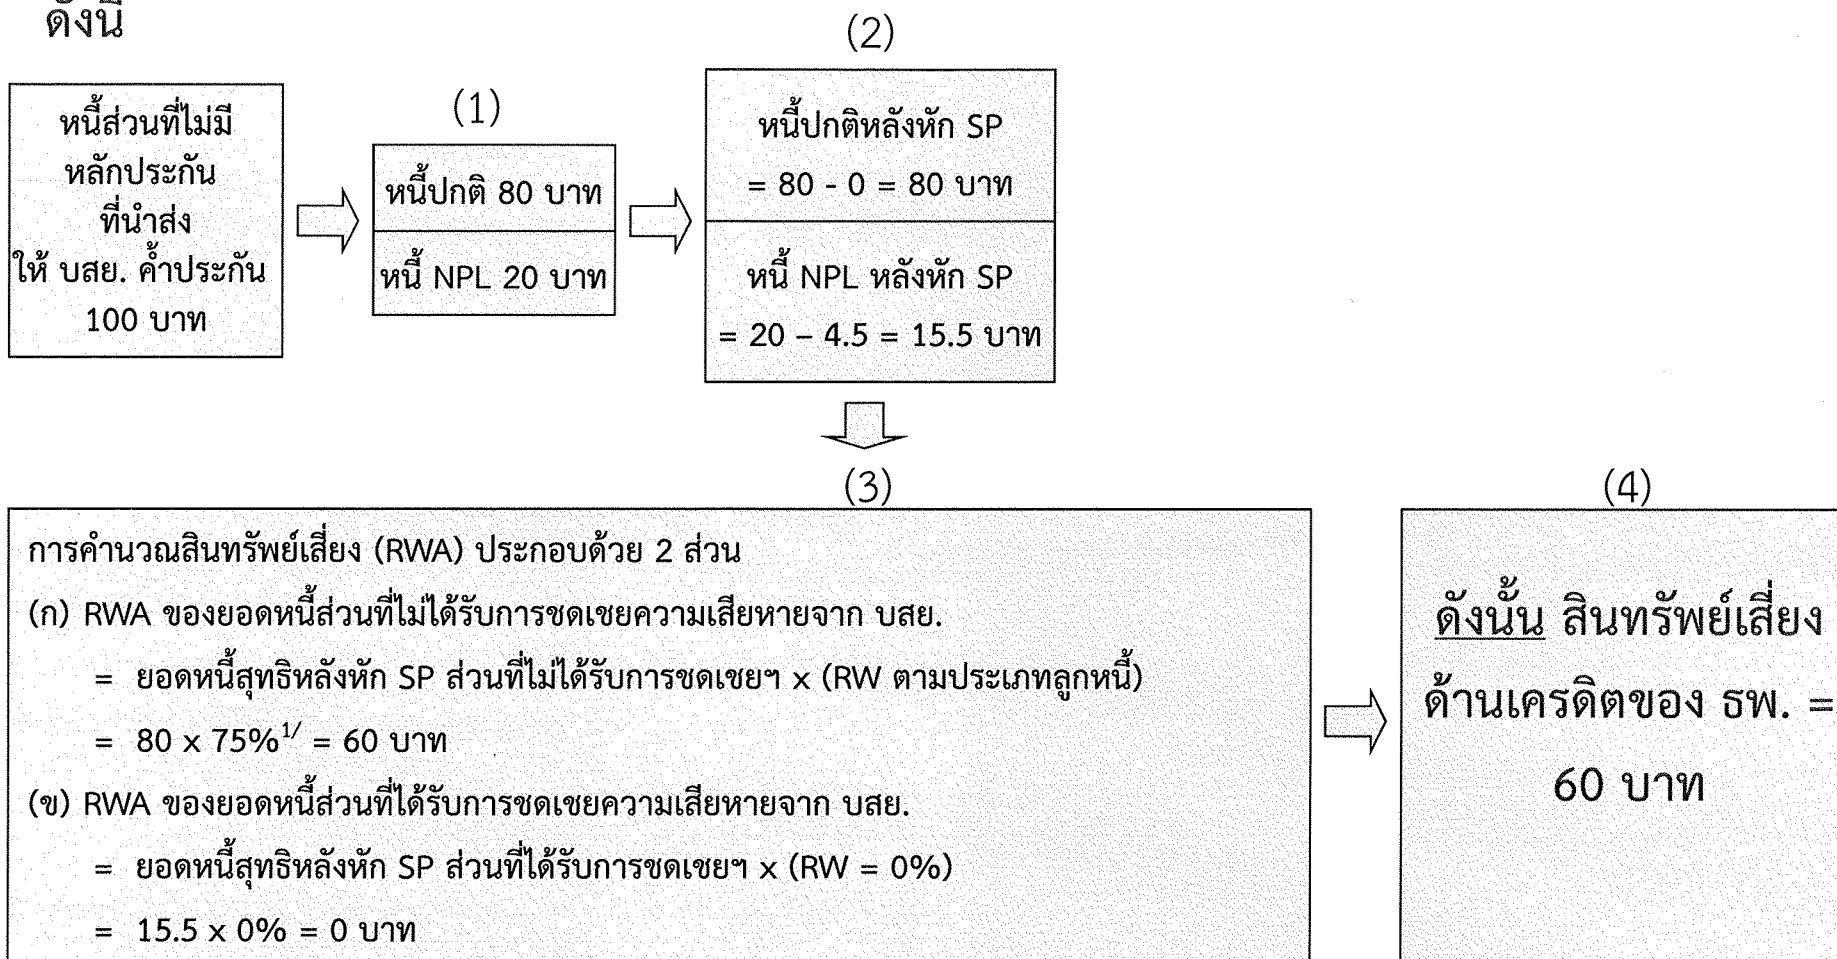 ดังนี้
หนี้ส่วนที่ไม่มี
หลักประกัน
ที่นำส่ง
ให้ บสย. ค้ำประกัน
100 บาท
(1)
หนี้ปกติ 80 บาท
หนี้ NPL 20 บาท
(2)
หนี้ปกติหลังหัก SP
= 80 - 0 = 80 บาท
หนี้ NPL หลังหัก SP
= 20 – 4.5 = 15.5 บาท
(3)
การคำนวณสินทรัพย์เสี่ยง (RWA) ประกอบด้วย 2 ส่วน
(ก) RWA ของยอดหนี้ส่วนที่ไม่ได้รับการชดเชยความเสียหายจาก บสย.
= ยอดหนี้สุทธิหลังหัก SP ส่วนที่ไม่ได้รับการชดเชยฯ x (RW ตามประเภทลูกหนี้)
= 80 x 75%¹/ = 60 บาท
(ข) RWA ของยอดหนี้ส่วนที่ได้รับการชดเชยความเสียหายจาก บสย.
= ยอดหนี้สุทธิหลังหัก SP ส่วนที่ได้รับการชดเชยฯ x (RW = 0%)
= 15.5 x 0% = 0 บาท
(4)
ดังนั้น สินทรัพย์เสี่ยง
ด้านเครดิตของ ธพ. =
60 บาท